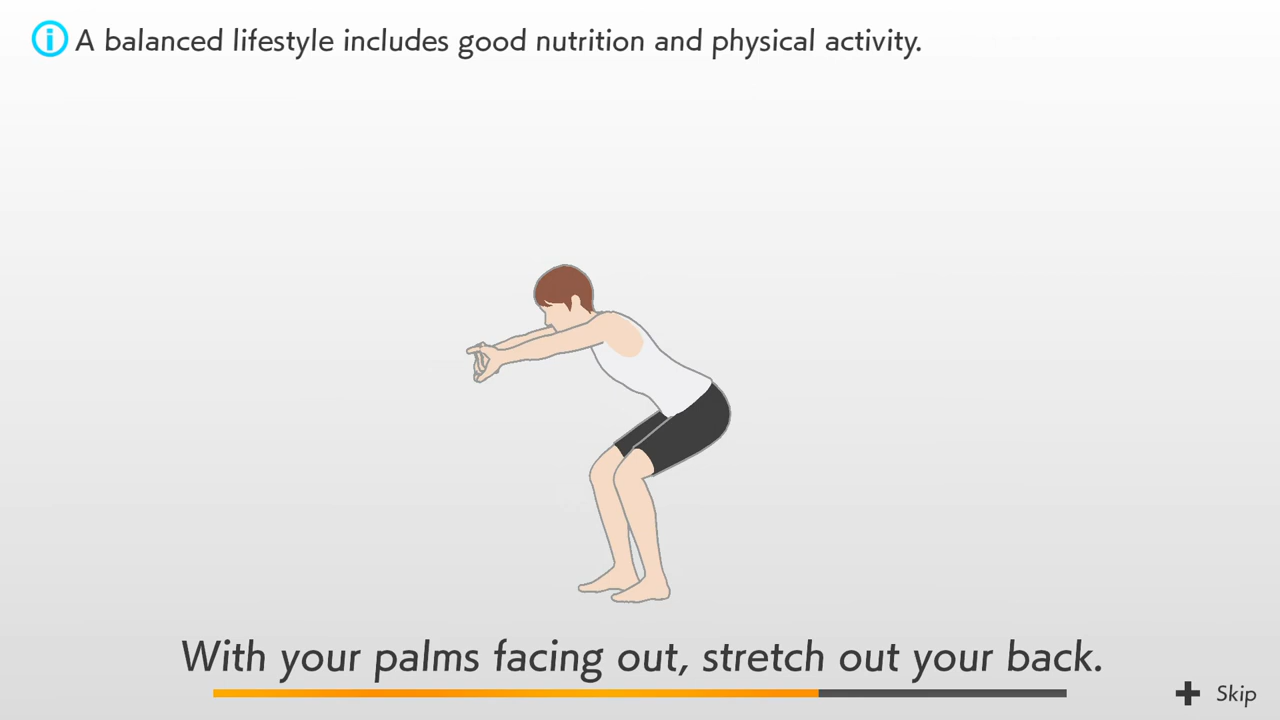 A balanced lifestyle includes good nutrition and physical activity.
With your palms facing out, stretch out your back.
Skip